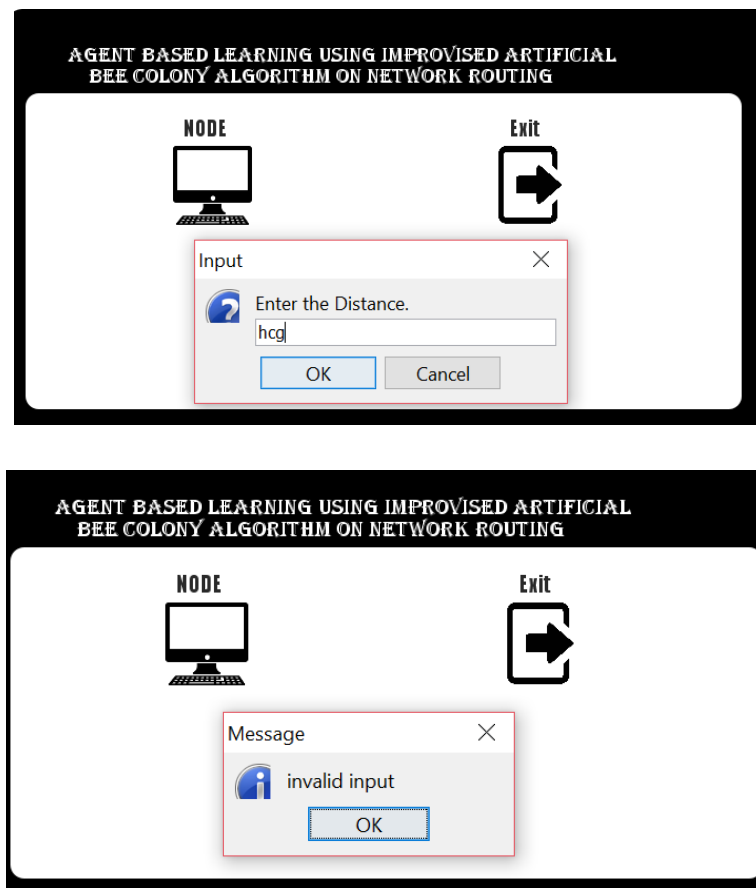 AGENT BASED LEARNING USING IMPROVISED ARTIFICIAL
BEE COLONY ALGORITHM ON NETWORK ROUTING
NODE
Exit
Input
Enter the Distance.
hcg
OK
Cancel
AGENT BASED LEARNING USING IMPROVISED ARTIFICIAL
BEE COLONY ALGORITHM ON NETWORK ROUTING
NODE
Exit
Message
invalid input
OK